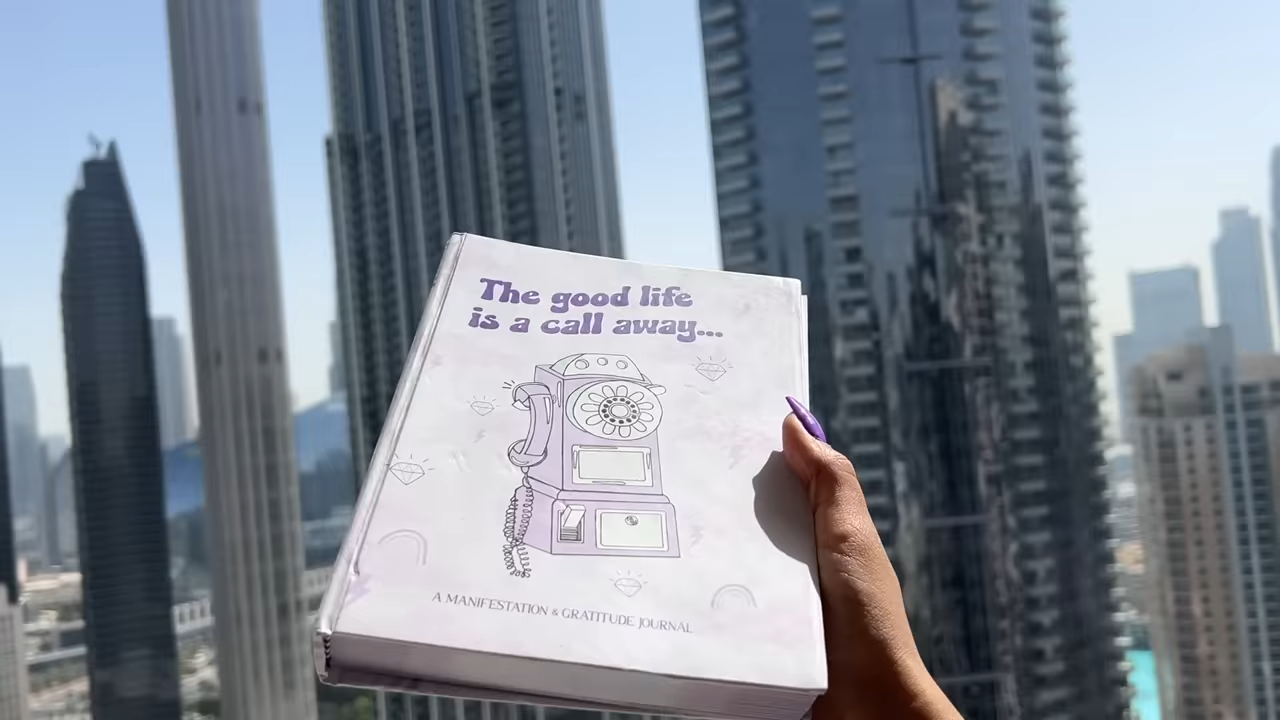 The good life
is a call away...
A MANIFESTATION & GRATITUDE JOURNAL